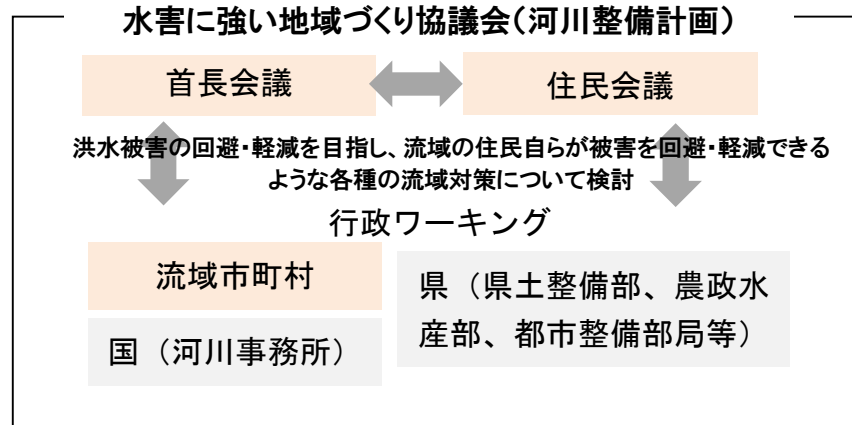 水害に強い地域づくり協議会（河川整備計画）
首長会議
住民会議
洪水被害の回避・軽減を目指し、流域の住民自らが被害を回避・軽減できる
ような各種の流域対策について検討
行政ワーキング
流域市町村
県（県土整備部、農政水
産部、都市整備部局等）
国（河川事務所）